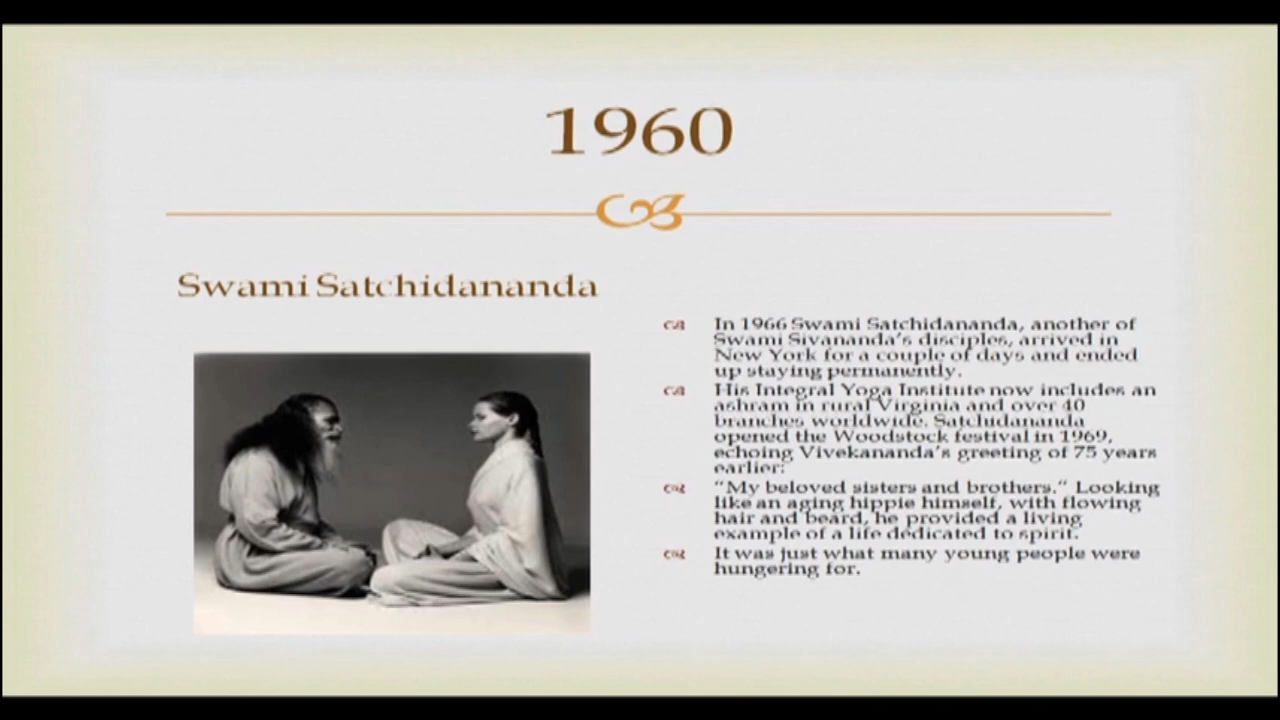 1960
Swami Satchidananda
In 1966 Swami Satchidananda, another of
Swami Sivananda's disciples, arrived in
New York for a couple of days and ended
up staying permanently.
His Integral Yoga Institute now includes an
ashram in rural Virginia and over 40
branches worldwide. Satchidananda
opened the Woodstock festival in 1969,
echoing Vivekananda's greeting of 75 years
earlier:
"My beloved sisters and brothers." Looking
like an aging hippie himself, with flowing
hair and beard, he provided a living
example of a life dedicated to spirit.
It was just what many young people were
hungering for.